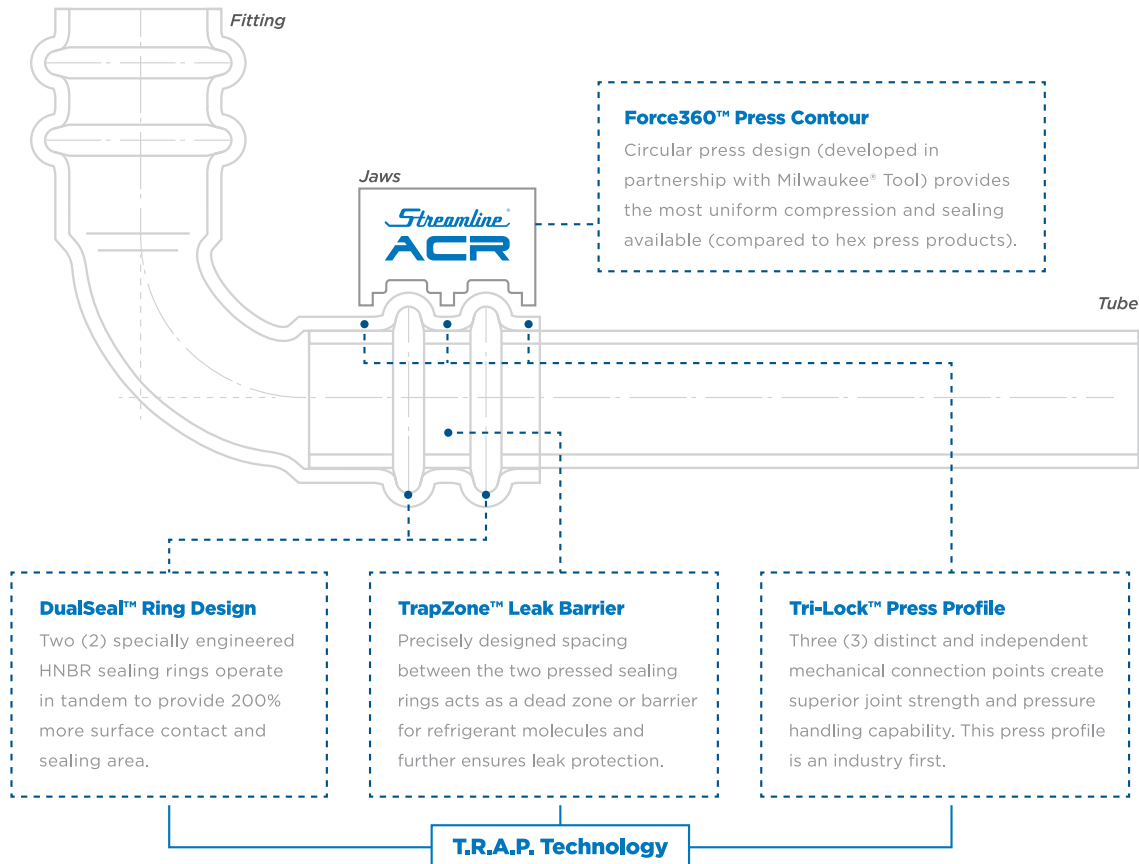 Fitting
Force360™ Press Contour
Circular press design (developed in
partnership with Milwaukee® Tool) provides
the most uniform compression and sealing
available (compared to hex press products).
Jaws
Streamline®
ACR
Tube
DualSeal™ Ring Design
Two (2) specially engineered
HNBR sealing rings operate
in tandem to provide 200%
more surface contact and
sealing area.
TrapZone™ Leak Barrier
Precisely designed spacing
between the two pressed sealing
rings acts as a dead zone or barrier
for refrigerant molecules and
further ensures leak protection.
Tri-Lock™ Press Profile
Three (3) distinct and independent
mechanical connection points create
superior joint strength and pressure
handling capability. This press profile
is an industry first.
T.R.A.P. Technology